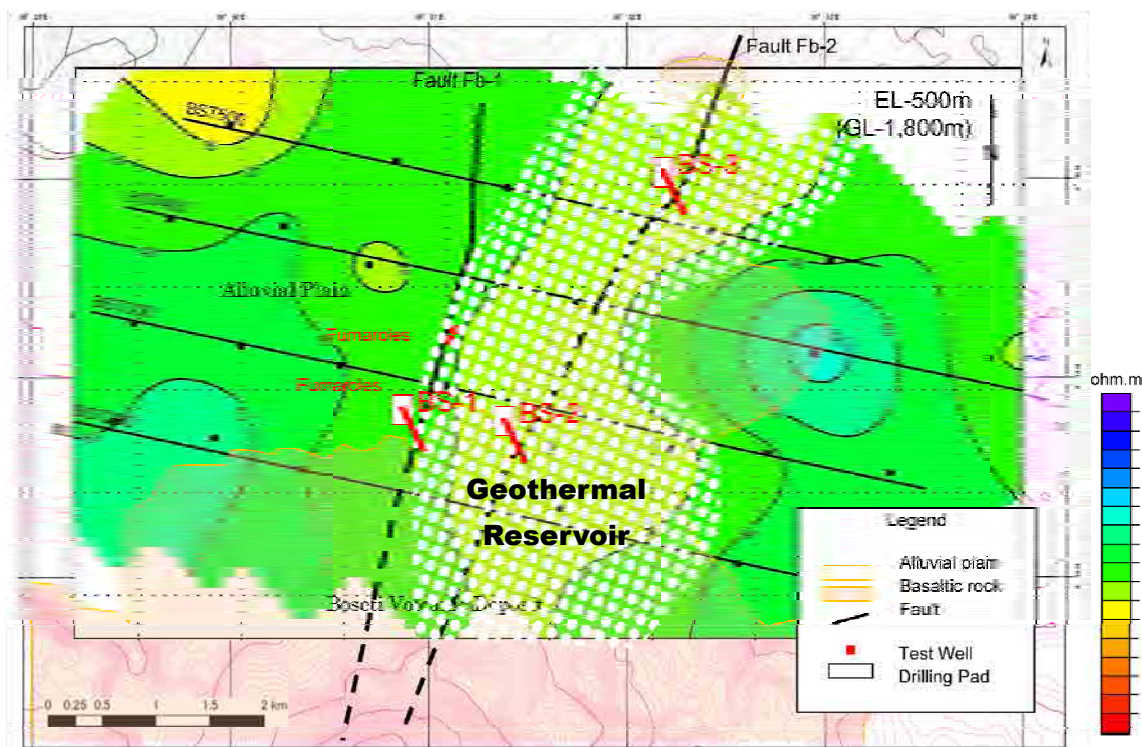 Fault Fb-2
Fault Fb-1
EL-500m
(GL-1,800m)
BST500
BS-3
Alluvial Plain
Fumaroles
Fumaroles
BS-1
BS-2
Geothermal
Reservoir
ohm.m
Legend
Alluvial plain
Basaltic rock
Fault
Test Well
Drilling Pad
Boseti
N
0 0.25 0.5 1 1.5 2 km